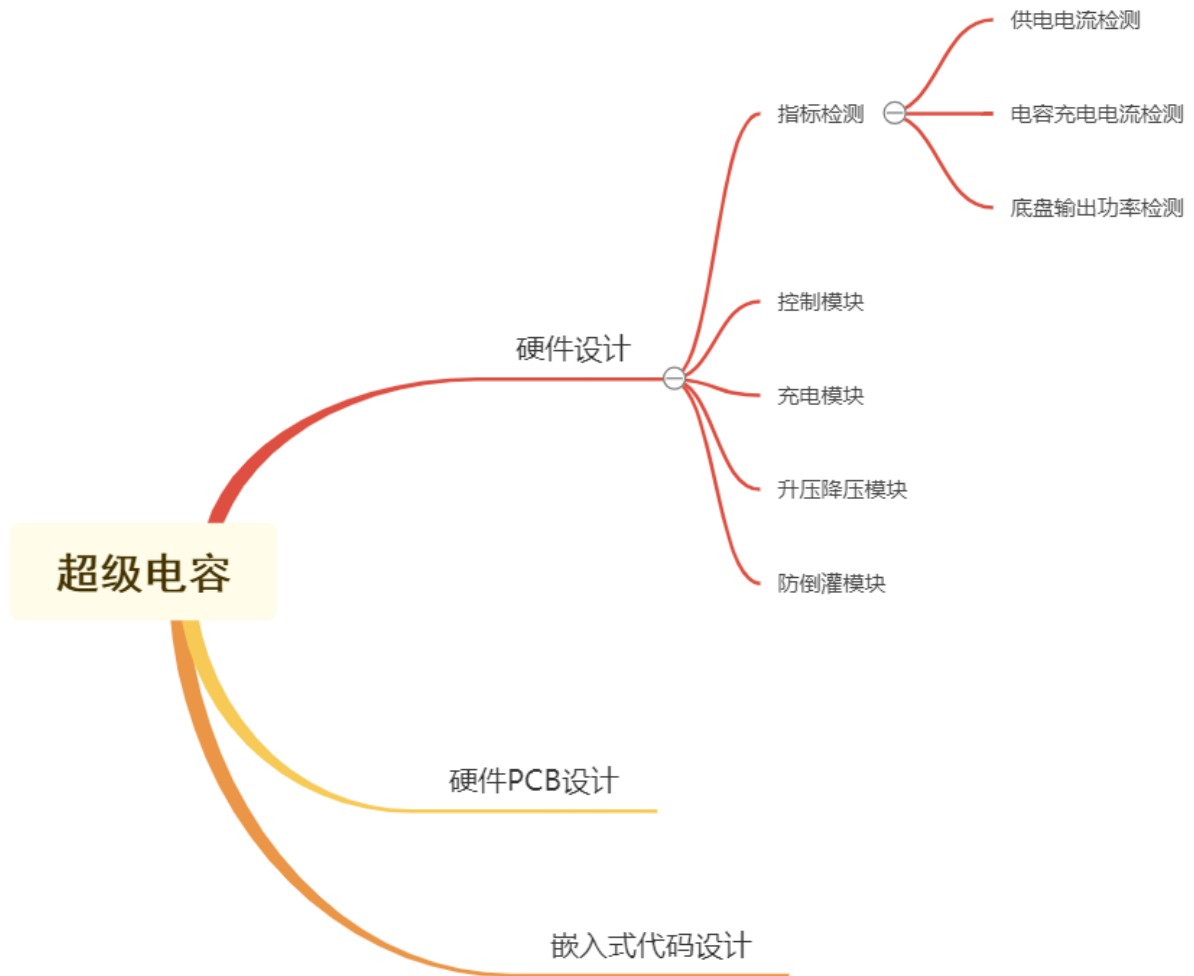 供电电流检测
指标检测
电容充电电流检测
底盘输出功率检测
控制模块
硬件设计
充电模块
升压降压模块
超级电容
防倒灌模块
硬件PCB设计
嵌入式代码设计